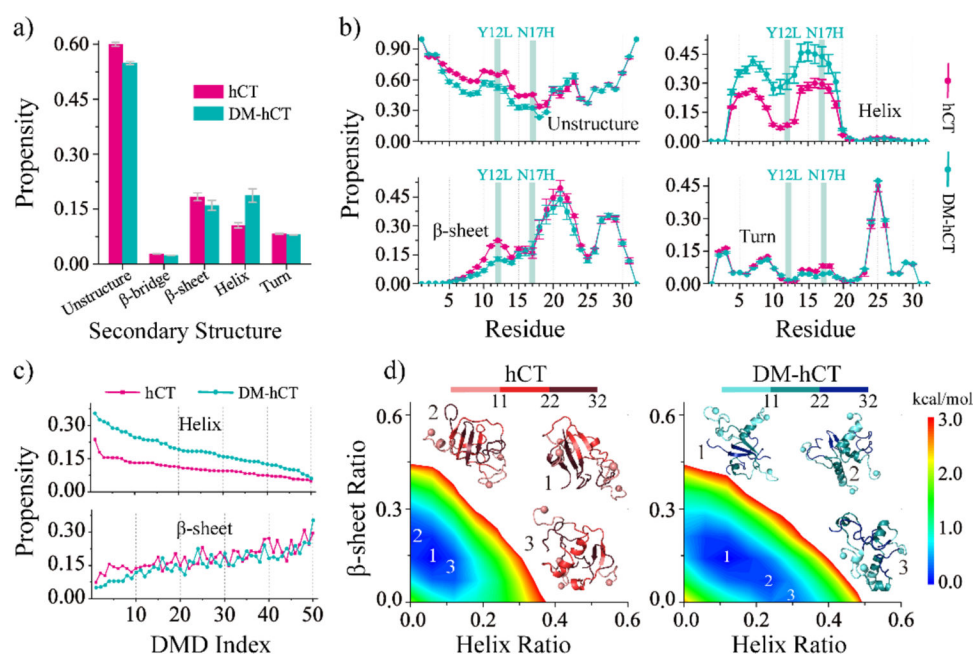 a)
0.60
0.45
0.30
0.15
0.00
Propensity
hCT
DM-hCT
Unstructure
β-bridge
β-sheet
Helix
Turn
Secondary Structure
b)
Y12L N17H
0.90
0.60
0.30
0.00
Unstructure
Y12L N17H
0.45
0.30
0.15
0.00
Helix
Propensity
Y12L N17H
0.45
0.30
0.15
0.00
β-sheet
5 10 15 20 25 30
Residue
Y12L N17H
0.45
0.30
0.15
0.00
Turn
5 10 15 20 25 30
Residue
hCT
DM-hCT
c)
hCT
DM-hCT
0.30
0.15
0.00
Helix
Propensity
0.30
0.15
0.00
β-sheet
0 10 20 30 40 50
DMD Index
d)
hCT
11 22 32
0.6
0.3
0.0
β-sheet Ratio
2
1
3
2
1
3
0.0 0.2 0.4 0.6
Helix Ratio
DM-hCT
11 22 32
0.6
0.3
0.0
1
2
3
1
2
3
0.0 0.2 0.4 0.6
Helix Ratio
kcal/mol
3.0
2.0
1.0
0.0